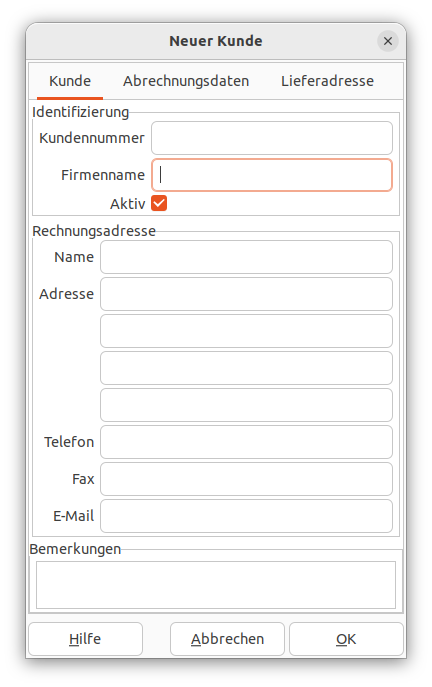 Neuer Kunde
Kunde Abrechnungsdaten Lieferadresse
Identifizierung
Kundennummer
Firmenname
Aktiv
Rechnungsadresse
Name
Adresse
Telefon
Fax
E-Mail
Bemerkungen
Hilfe Abbrechen OK